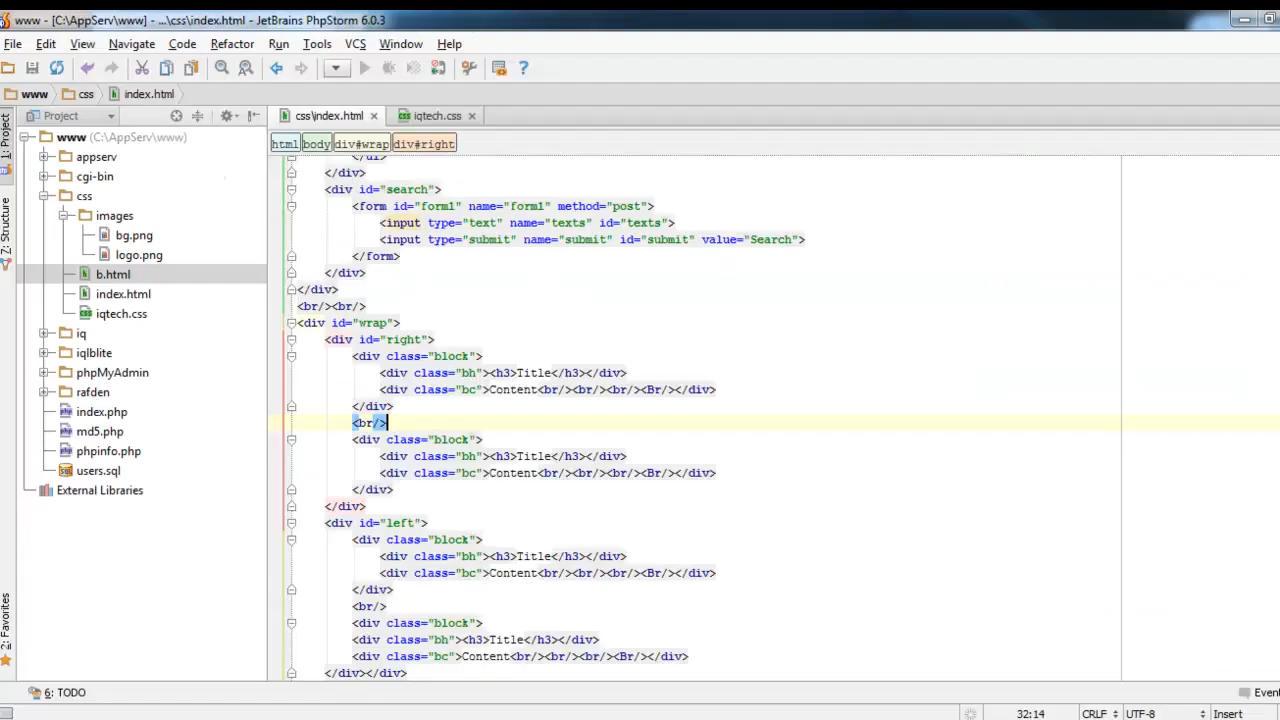 www - [C:\AppServ\www] - ...\css\index.html - JetBrains PhpStorm 6.0.3
File Edit View Navigate Code Refactor Run Tools VCS Window Help
www css index.html
1: Project
Z: Structure
2: Favorites
Project
www (C:\AppServ\www)
appserv
cgi-bin
css
images
bg.png
logo.png
b.html
index.html
iqtech.css
iq
iqlblite
phpMyAdmin
rafden
index.php
md5.php
phpinfo.php
users.sql
External Libraries
css\index.html iqtech.css
html body div#wrap div#right
</ul>
</div>
<div id="search">
<form id="form1" name="form1" method="post">
<input type="text" name="texts" id="texts">
<input type="submit" name="submit" id="submit" value="Search">
</form>
</div>
</div>
<br/><br/>
<div id="wrap">
<div id="right">
<div class="block">
<div class="bh"><h3>Title</h3></div>
<div class="bc">Content<br/><br/><br/><Br/></div>
</div>
<br/>
<div class="block">
<div class="bh"><h3>Title</h3></div>
<div class="bc">Content<br/><br/><br/><Br/></div>
</div>
</div>
<div id="left">
<div class="block">
<div class="bh"><h3>Title</h3></div>
<div class="bc">Content<br/><br/><br/><Br/></div>
</div>
<br/>
<div class="block">
<div class="bh"><h3>Title</h3></div>
<div class="bc">Content<br/><br/><br/><Br/></div>
</div></div>
6: TODO
Event
32:14 CRLF UTF-8 Insert